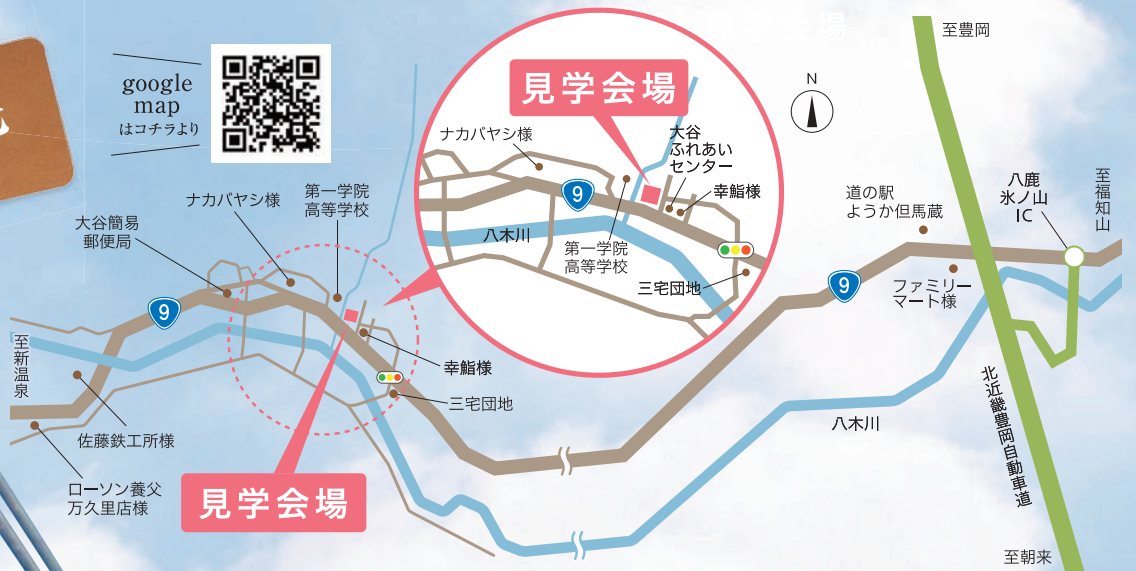 google
map
はコチラより
見学会場
見学会場
ナカバヤシ様
大谷
ふれあい
センター
幸鮨様
9
八木川
第一学院
高等学校
三宅団地
N
至豊岡
道の駅
ようか但馬蔵
八鹿
氷ノ山
IC
至福知山
9
ファミリー
マート様
北近畿豊岡自動車道
八木川
至朝来
大谷簡易
郵便局
ナカバヤシ様
第一学院
高等学校
9
至新温泉
幸鮨様
三宅団地
佐藤鉄工所様
ローソン養父
万久里店様
見学会場